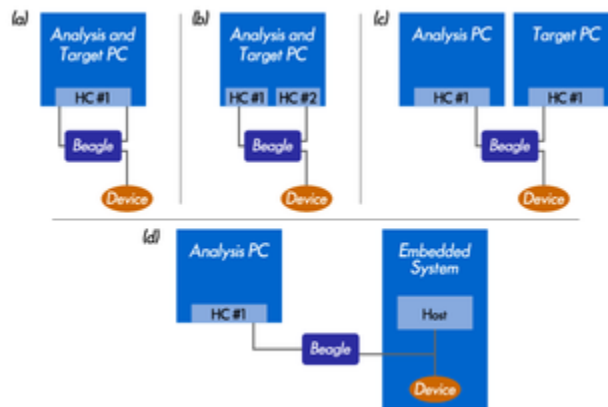 (a)
Analysis and
Target PC
HC #1
Beagle
Device
(b)
Analysis and
Target PC
HC #1 HC #2
Beagle
Device
(c)
Analysis PC
HC #1
Target PC
HC #1
Beagle
Device
(d)
Analysis PC
HC #1
Beagle
Embedded
System
Host
Device